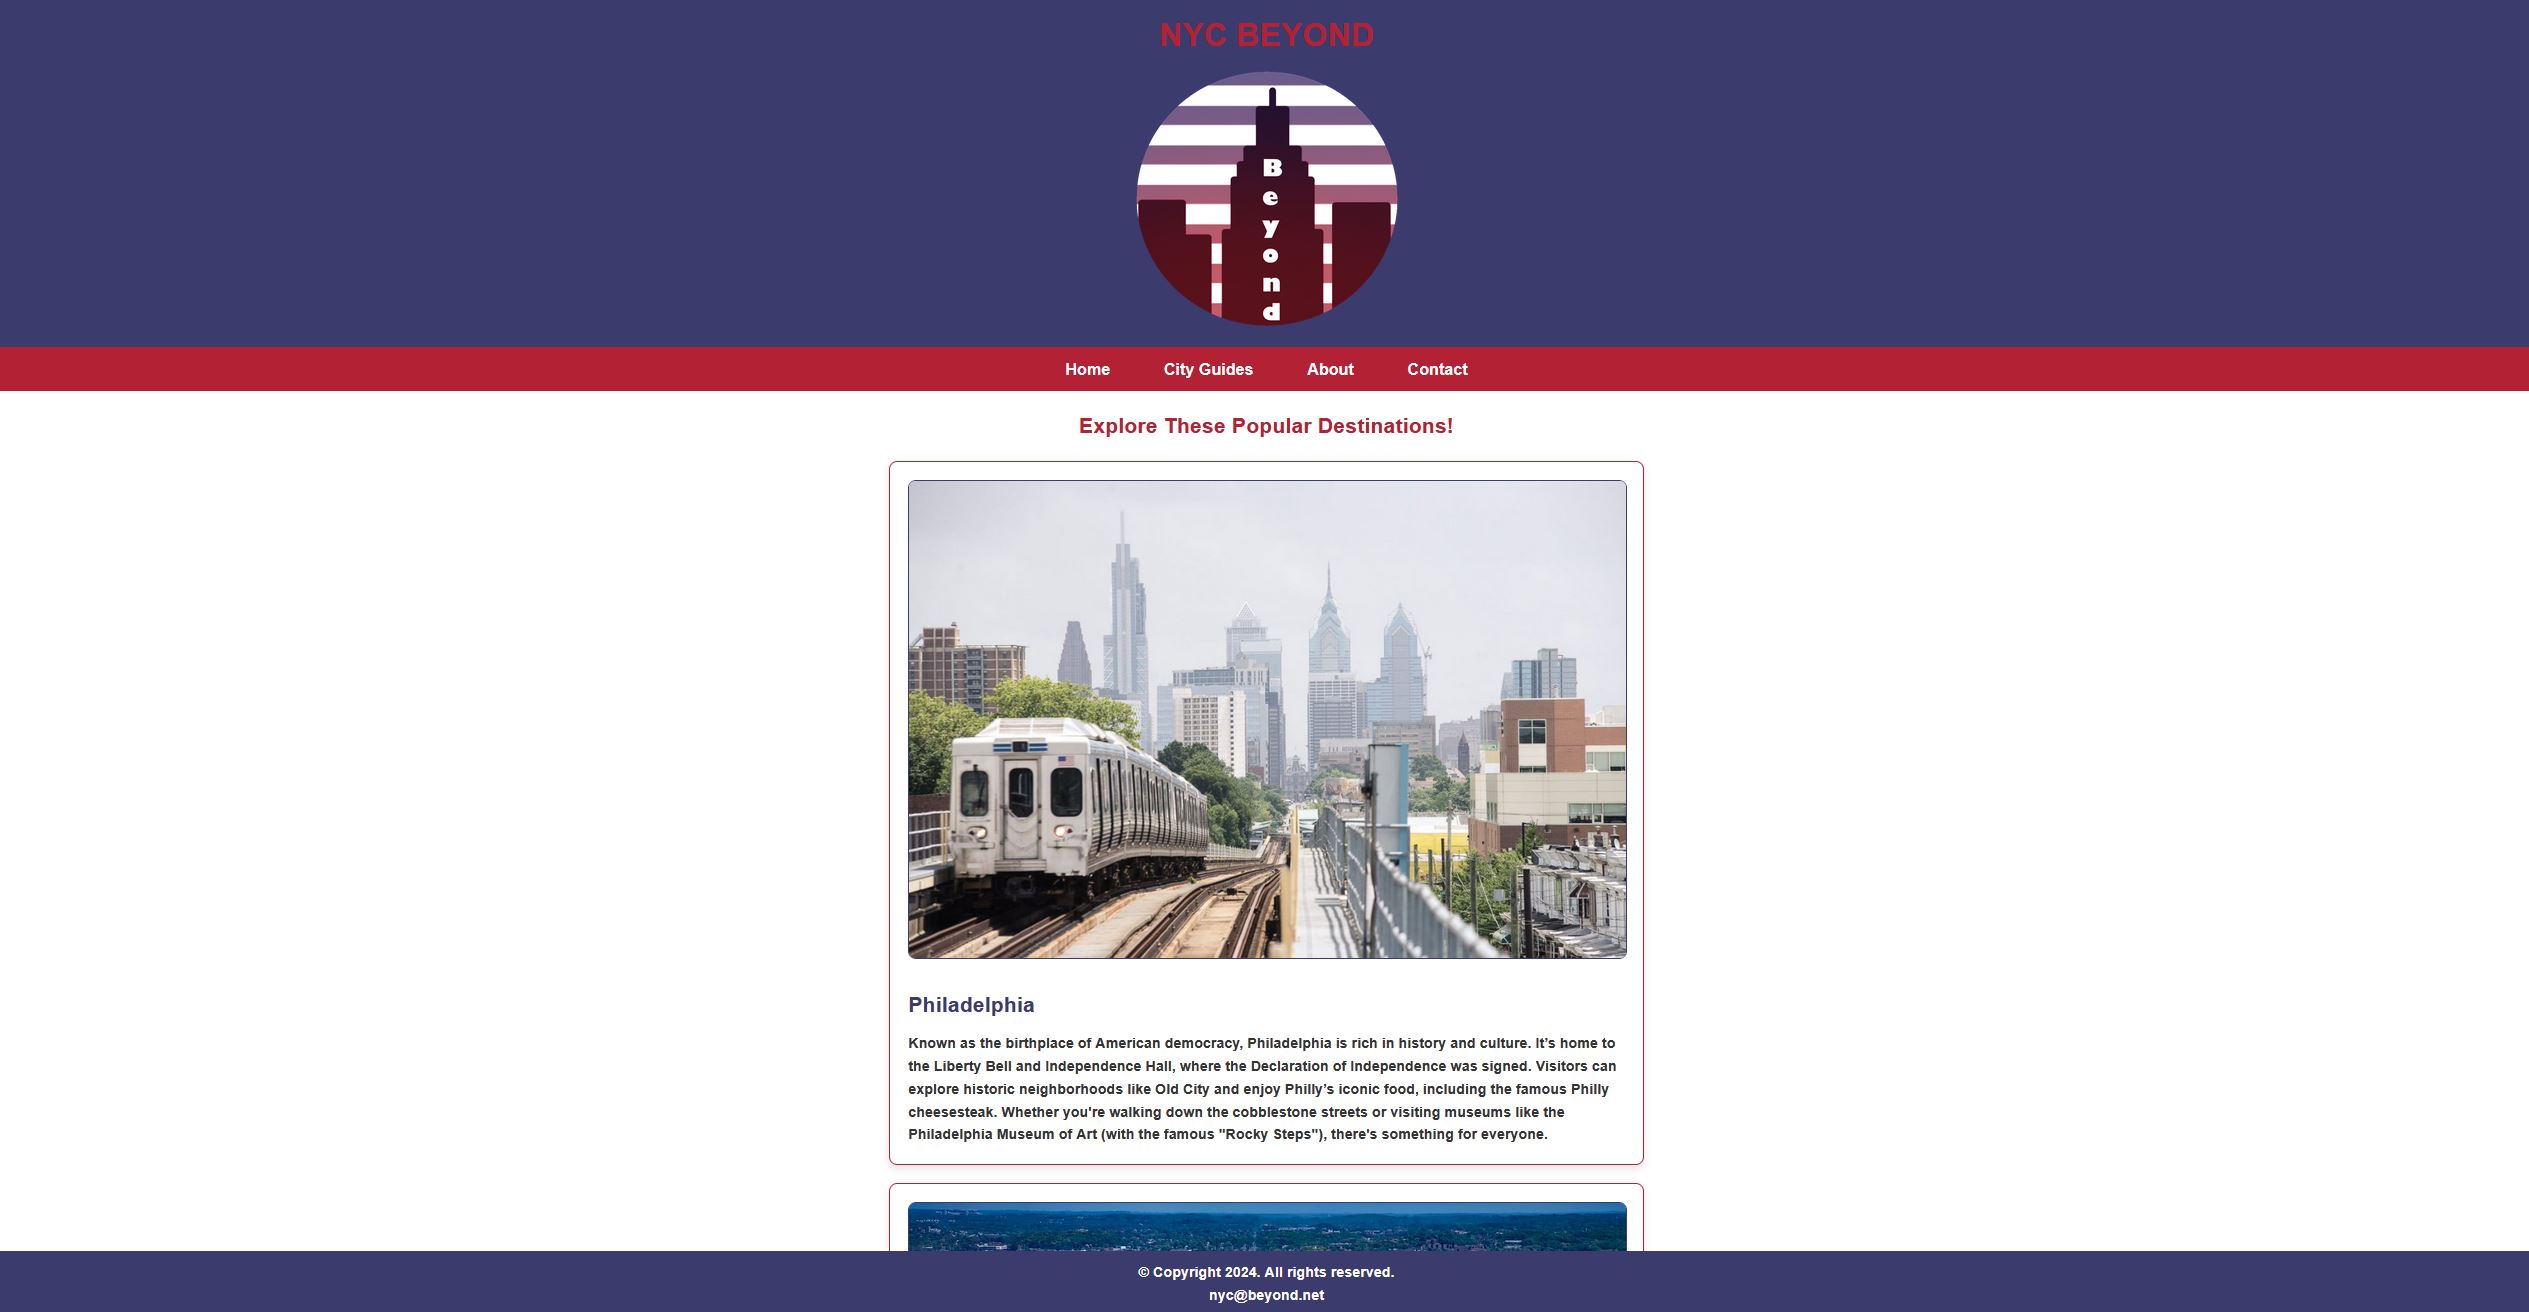 NYC BEYOND
Beyond
Home City Guides About Contact
Explore These Popular Destinations!
Philadelphia
Known as the birthplace of American democracy, Philadelphia is rich in history and culture. It’s home to
the Liberty Bell and Independence Hall, where the Declaration of Independence was signed. Visitors can
explore historic neighborhoods like Old City and enjoy Philly’s iconic food, including the famous Philly
cheesesteak. Whether you're walking down the cobblestone streets or visiting museums like the
Philadelphia Museum of Art (with the famous "Rocky Steps"), there's something for everyone.
© Copyright 2024. All rights reserved.
nyc@beyond.net